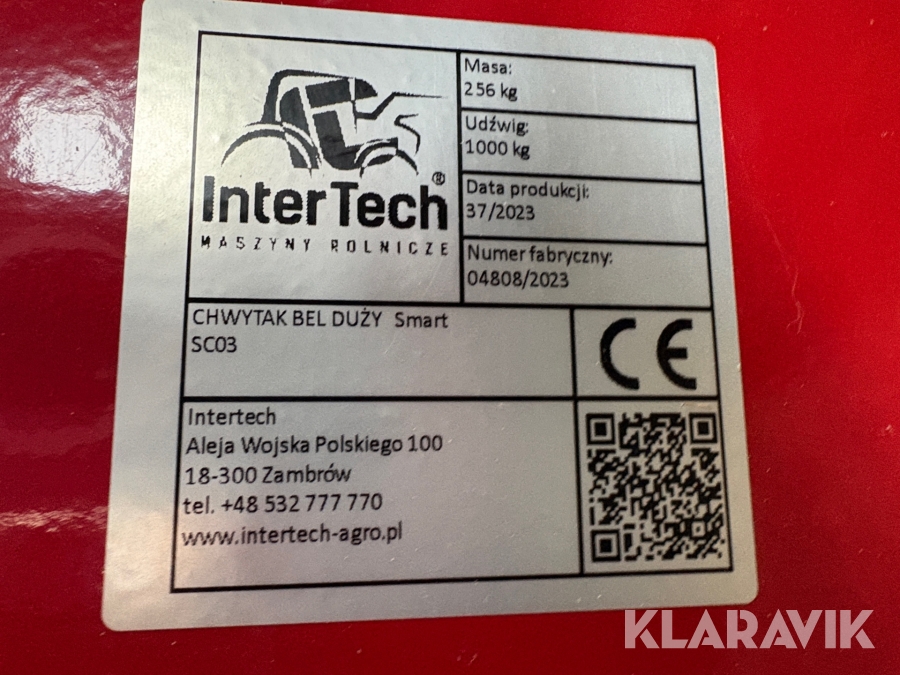 InterTech®
MASZYNY ROLNICZE
Masa:
256 kg
Udźwig:
1000 kg
Data produkcji:
37/2023
Numer fabryczny:
04808/2023
CHWYTAK BEL DUŻY Smart
SC03
CE
Intertech
Aleja Wojska Polskiego 100
18-300 Zambrów
tel. +48 532 777 770
www.intertech-agro.pl
KLARAVIK